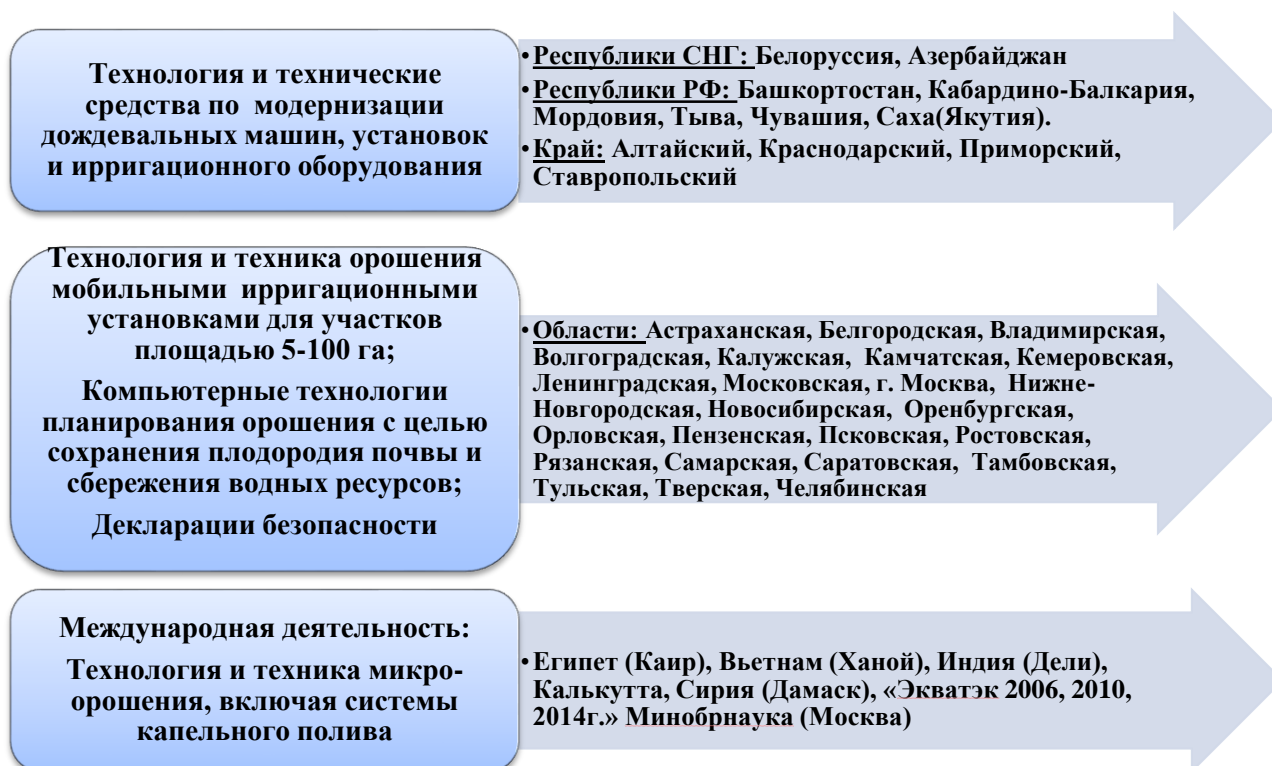 Технология и технические
средства по модернизации
дождевальных машин, установок
и ирригационного оборудования
•Республики СНГ: Белоруссия, Азербайджан
•Республики РФ: Башкортостан, Кабардино-Балкария,
Мордовия, Тыва, Чувашия, Саха(Якутия).
•Край: Алтайский, Краснодарский, Приморский,
Ставропольский
Технология и техника орошения
мобильными ирригационными
установками для участков
площадью 5-100 га;
Компьютерные технологии
планирования орошения с целью
сохранения плодородия почвы и
сбережения водных ресурсов;
Декларации безопасности
•Области: Астраханская, Белгородская, Владимирская,
Волгоградская, Калужская, Камчатская, Кемеровская,
Ленинградская, Московская, г. Москва, Нижне-
Новгородская, Новосибирская, Оренбургская,
Орловская, Пензенская, Псковская, Ростовская,
Рязанская, Самарская, Саратовская, Тамбовская,
Тульская, Тверская, Челябинская
Международная деятельность:
Технология и техника микро-
орошения, включая системы
капельного полива
•Египет (Каир), Вьетнам (Ханой), Индия (Дели),
Калькутта, Сирия (Дамаск), «Экватэк 2006, 2010,
2014г.» Минобрнаука (Москва)